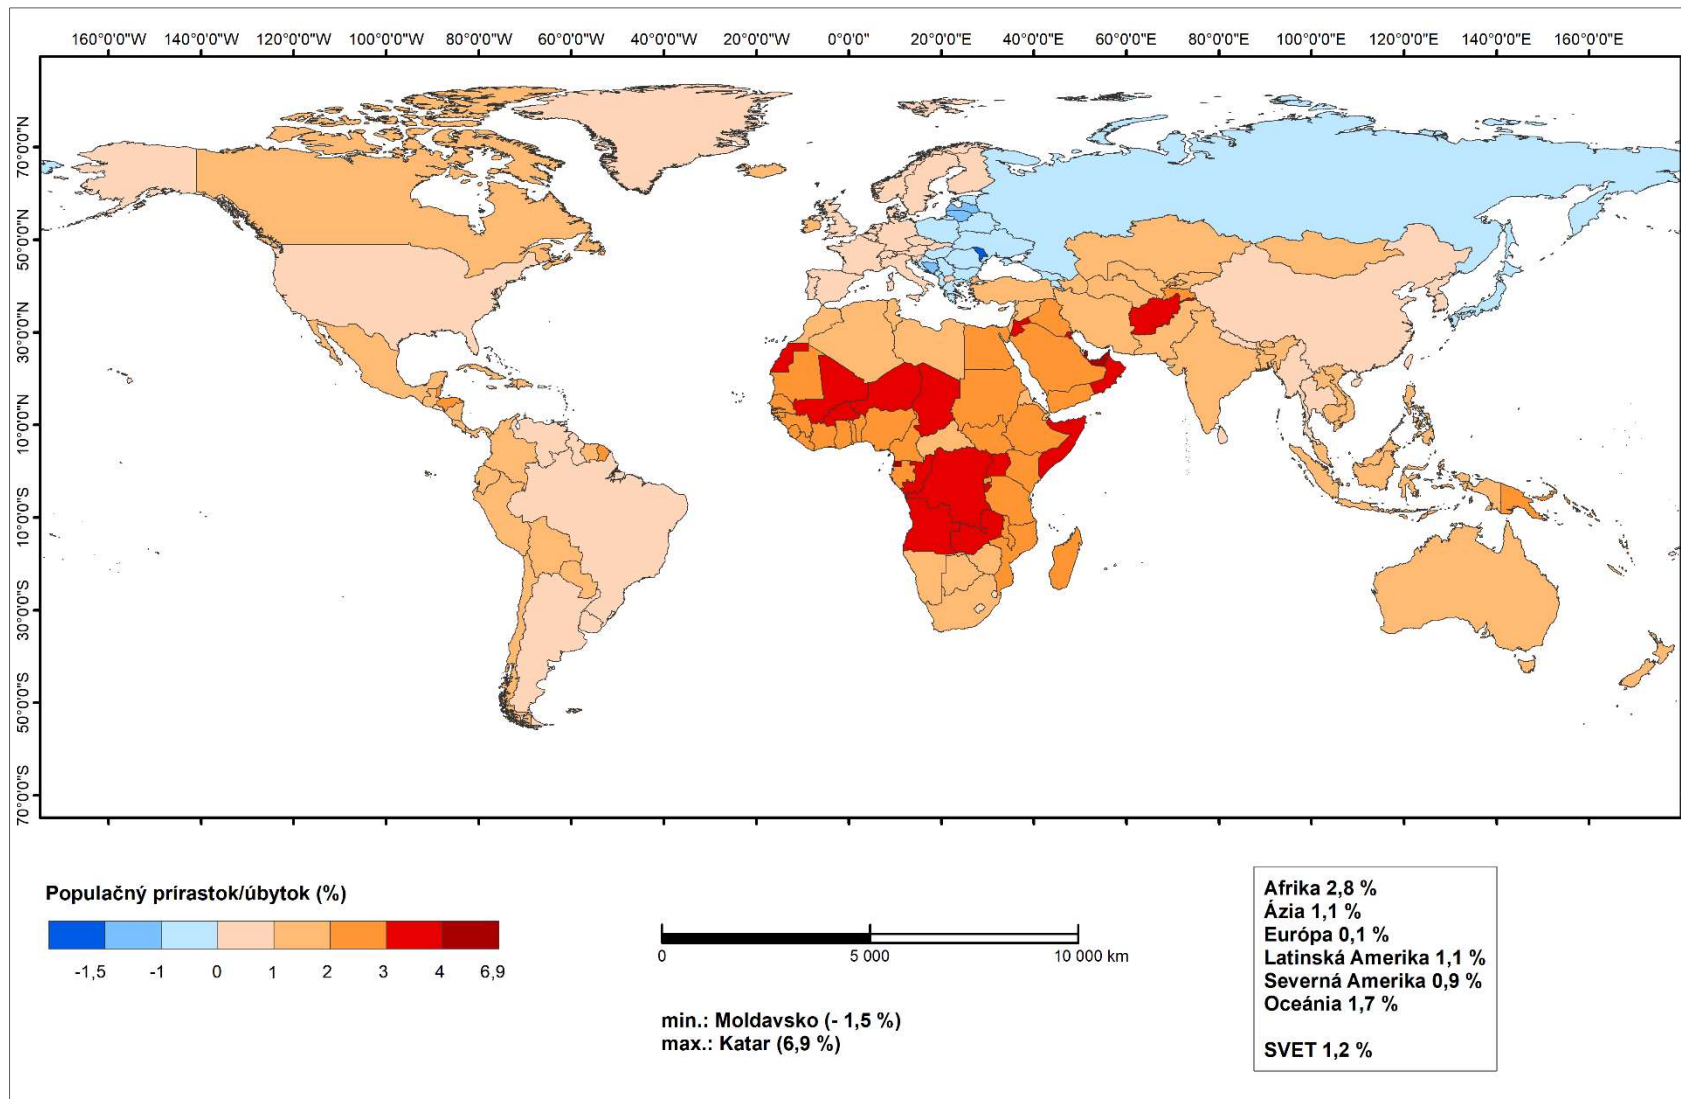 160°0'0"W 140°0'0"W 120°0'0"W 100°0'0"W 80°0'0"W 60°0'0"W 40°0'0"W 20°0'0"W 0°0'0" 20°0'0"E 40°0'0"E 60°0'0"E 80°0'0"E 100°0'0"E 120°0'0"E 140°0'0"E 160°0'0"E
70°0'0"N
50°0'0"N
30°0'0"N
10°0'0"N
10°0'0"S
30°0'0"S
50°0'0"S
70°0'0"S
Populačný prírastok/úbytok (%)
-1,5 -1 0 1 2 3 4 6,9
0 5 000 10 000 km
min.: Moldavsko (- 1,5 %)
max.: Katar (6,9 %)
Afrika 2,8 %
Ázia 1,1 %
Európa 0,1 %
Latinská Amerika 1,1 %
Severná Amerika 0,9 %
Oceánia 1,7 %
SVET 1,2 %